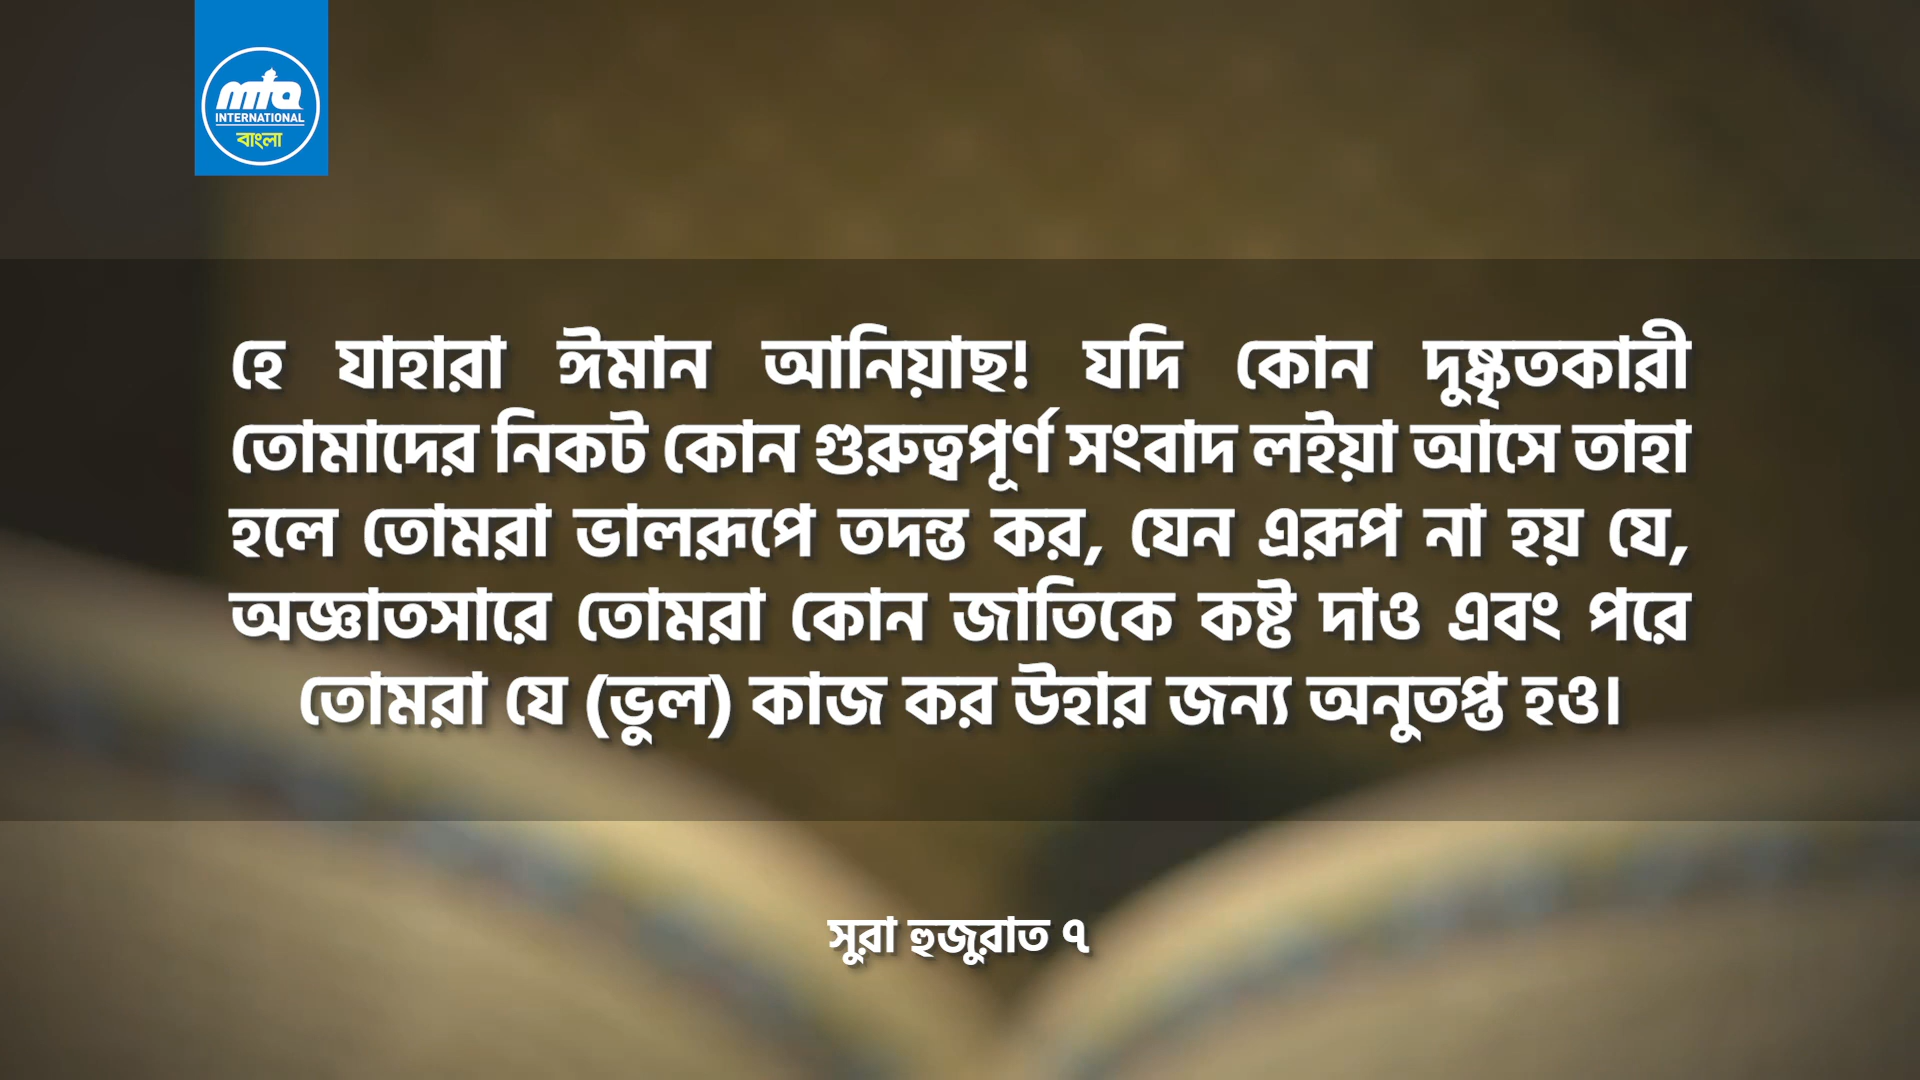 mta
INTERNATIONAL
বাংলা
হে যাহারা ঈমান আনিয়াছ! যদি কোন দুষ্কৃতকারী
তোমাদের নিকট কোন গুরুত্বপূর্ণ সংবাদ লইয়া আসে তাহা
হলে তোমরা ভালরূপে তদন্ত কর, যেন এরূপ না হয় যে,
অজ্ঞাতসারে তোমরা কোন জাতিকে কষ্ট দাও এবং পরে
তোমরা যে (ভুল) কাজ কর উহার জন্য অনুতপ্ত হও।
সুরা হুজুরাত ৭